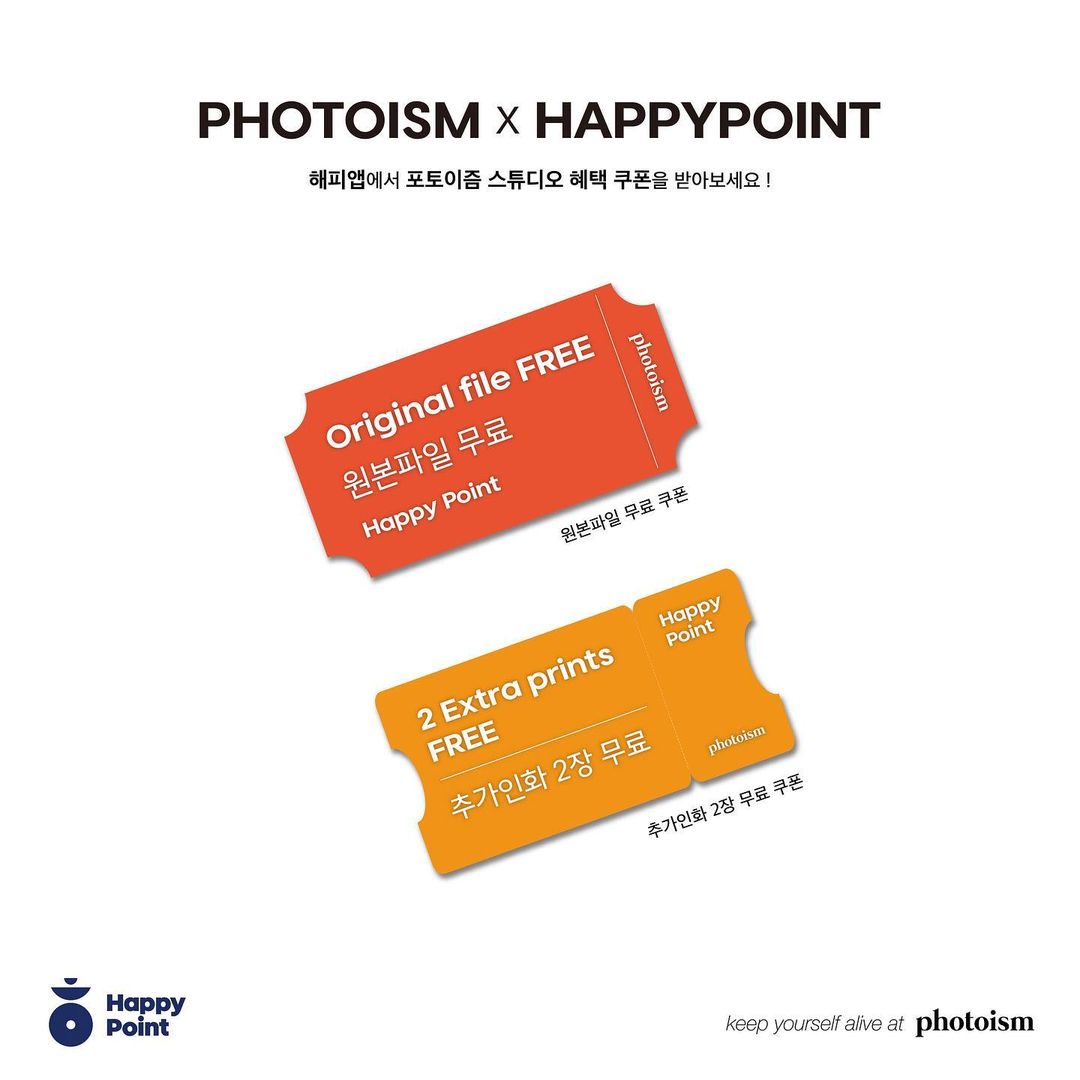 PHOTOISM X HAPPYPOINT
해피앱에서 포토이즘 스튜디오 혜택 쿠폰을 받아보세요 !
Original file FREE
원본파일 무료
Happy Point
photoism
원본파일 무료 쿠폰
2 Extra prints
FREE
추가인화 2장 무료
Happy
Point
photoism
추가인화 2장 무료 쿠폰
Happy
Point
keep yourself alive at photoism